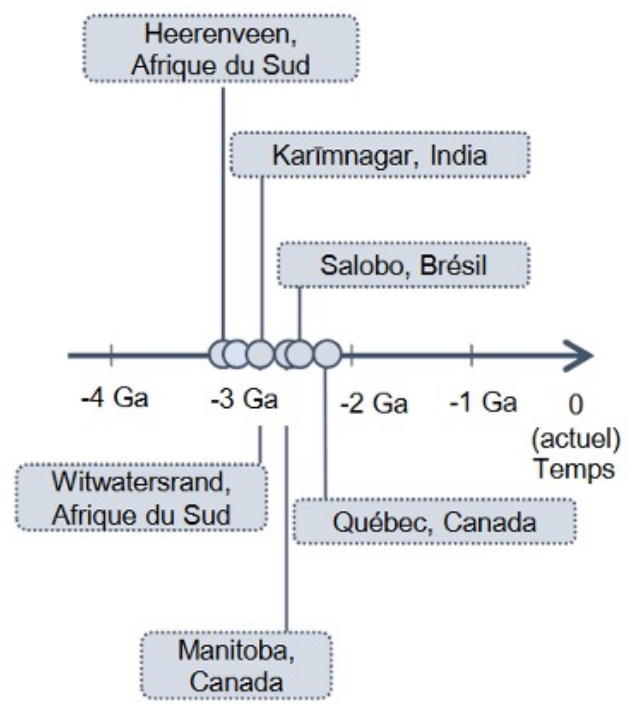 Heerenveen,
Afrique du Sud
Karīmnagar, India
Salobo, Brésil
-4 Ga
-3 Ga
-2 Ga
-1 Ga
0
(actuel)
Temps
Witwatersrand,
Afrique du Sud
Québec, Canada
Manitoba,
Canada